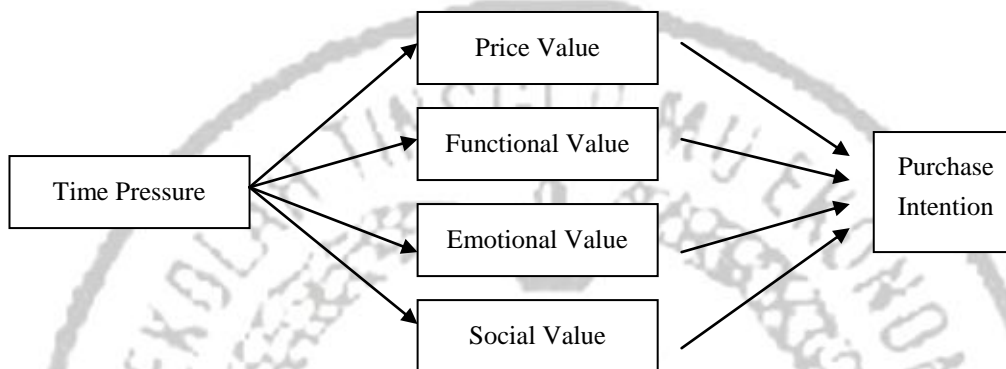 Price Value
Functional Value
Time Pressure
Purchase
Intention
Emotional Value
Social Value